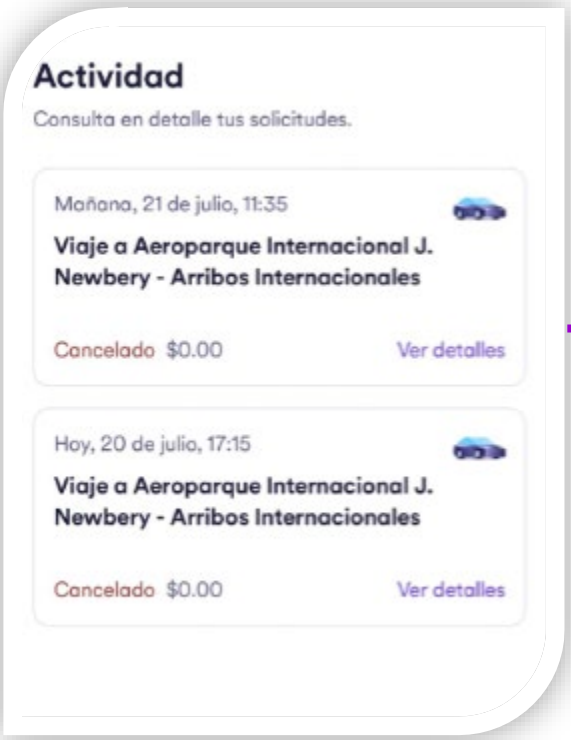 Actividad
Consulta en detalle tus solicitudes.
Mañana, 21 de julio, 11:35
Viaje a Aeroparque Internacional J.
Newbery - Arribos Internacionales
Cancelado $0.00 Ver detalles
Hoy, 20 de julio, 17:15
Viaje a Aeroparque Internacional J.
Newbery - Arribos Internacionales
Cancelado $0.00 Ver detalles